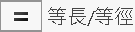 = 等長/等徑